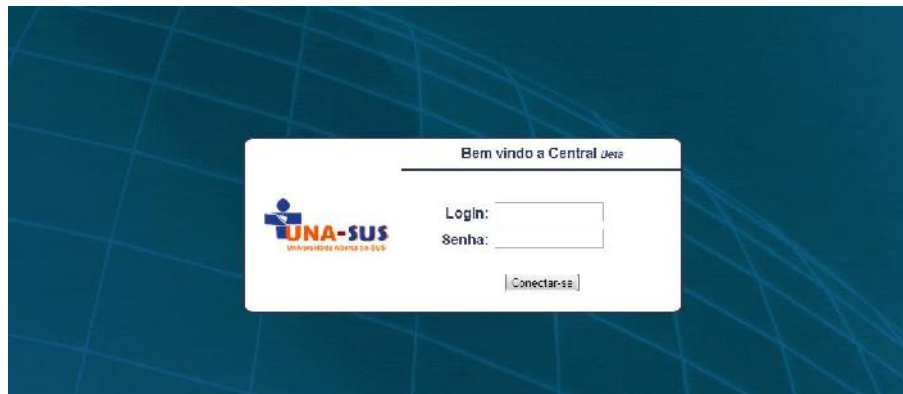 Bem vindo a Central Beta
UNA-SUS
Universidade Aberta do SUS
Login:
Senha:
Conectar-se